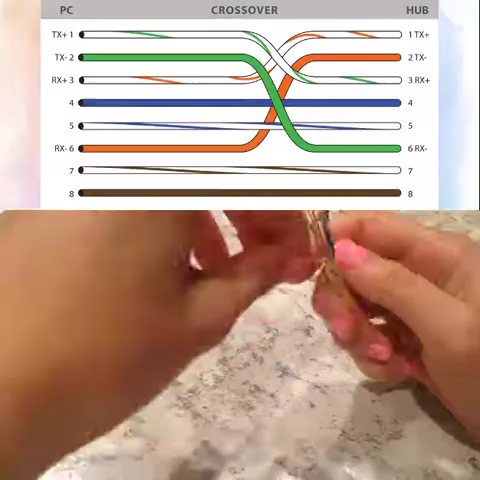 PC CROSSOVER HUB
TX+ 1 1 TX+
TX- 2 2 TX-
RX+ 3 3 RX+
4 4
5 5
RX- 6 6 RX-
7 7
8 8